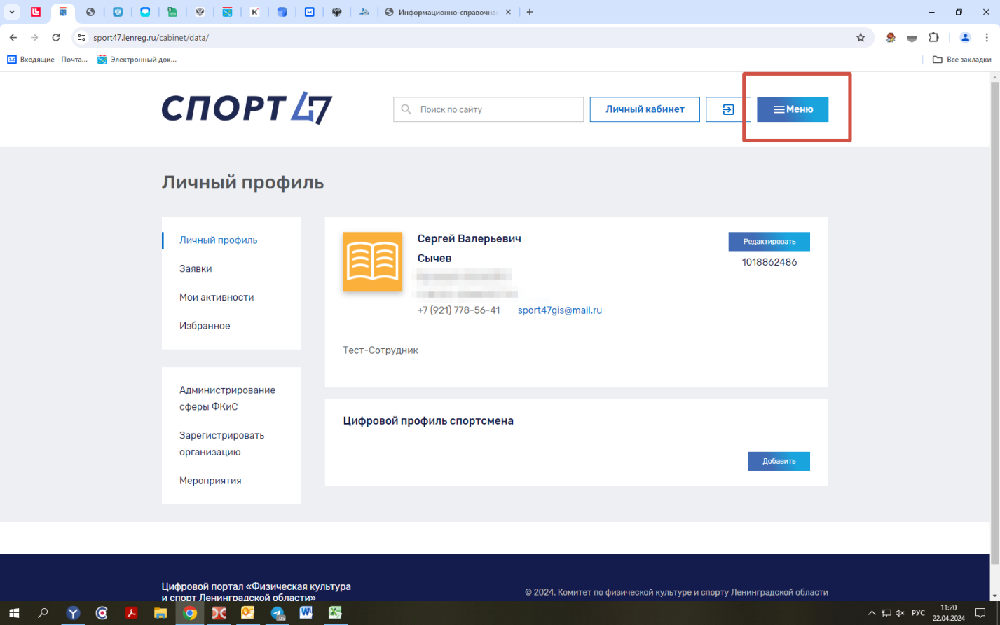 Информационно-справочна
sport47.lenreg.ru/cabinet/data/
Входящие - Почта...
Электронный док...
Все закладки
СПОРТ 47
Поиск по сайту
Личный кабинет
Меню
Личный профиль
Личный профиль
Заявки
Мои активности
Избранное
Администрирование
сферы ФКиС
Зарегистрировать
организацию
Мероприятия
Сергей Валерьевич
Сычев
+7 (921) 778-56-41 sport47gis@mail.ru
Тест-Сотрудник
Редактировать
1018862486
Цифровой профиль спортсмена
Добавить
Цифровой портал «Физическая культура
и спорт Ленинградской области»
© 2024. Комитет по физической культуре и спорту Ленинградской области
РУС
11:20
22.04.2024